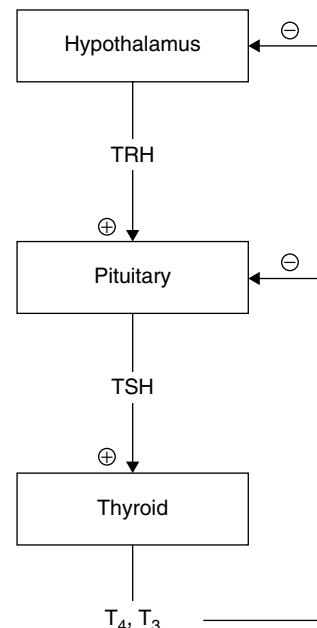 Hypothalamus
⊖
TRH
⊕
Pituitary
⊖
TSH
⊕
Thyroid
T₄, T₃